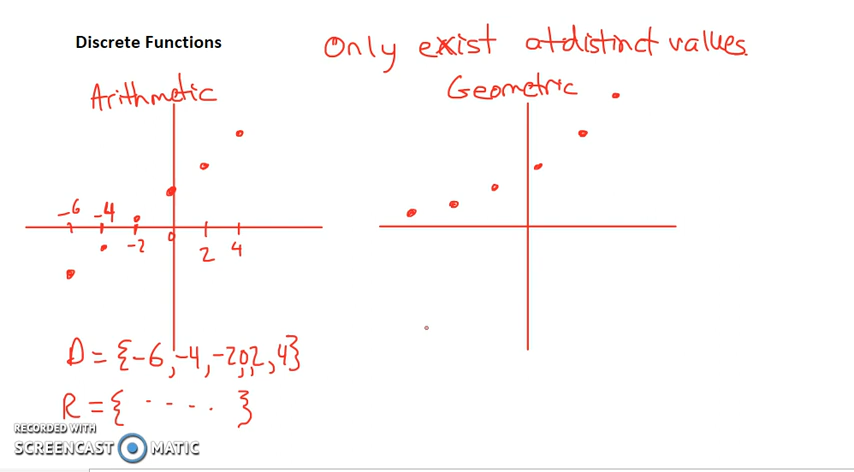 Discrete Functions
Only exist at distinct values.
Arithmetic
Geometric
-6 -4
-2 0 2 4
D = {-6, -4, -2, 0, 2, 4}
R = { .... }
RECORDED WITH
SCREENCAST MATIC